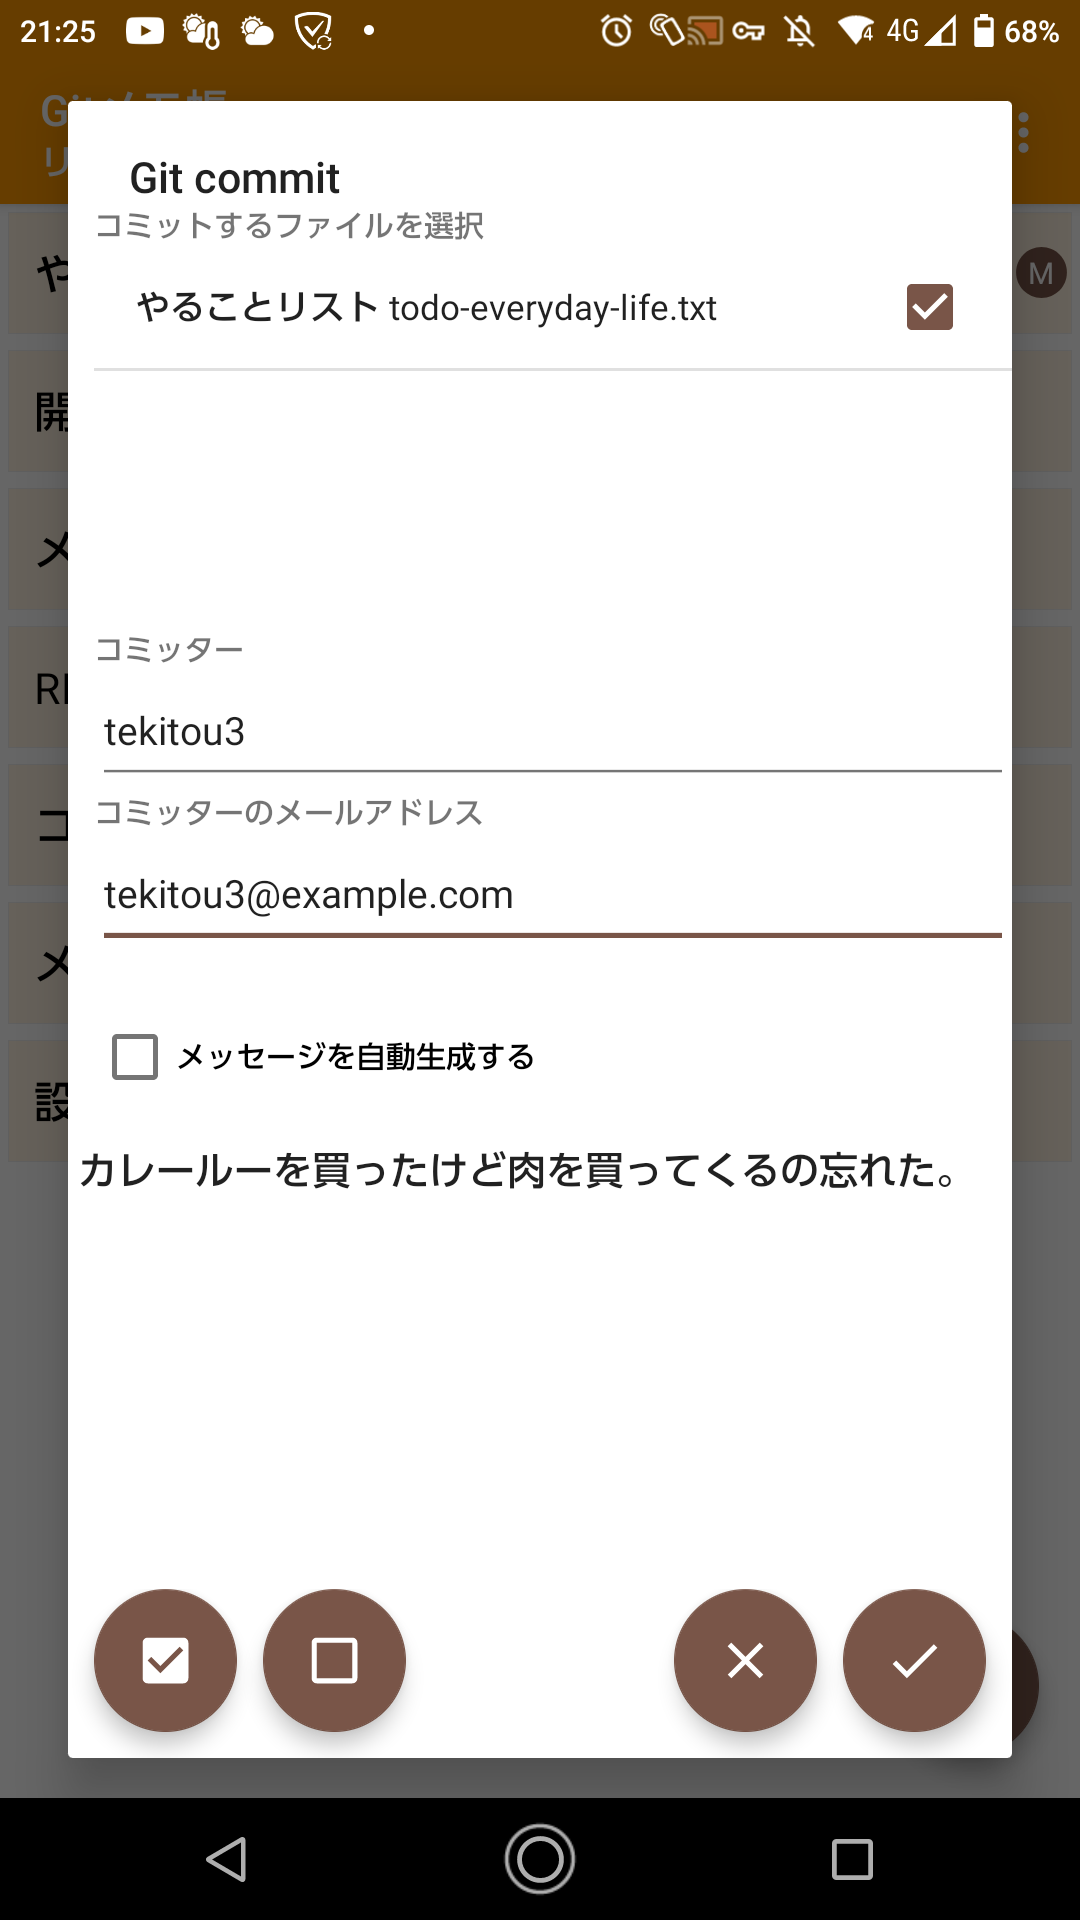 21:25 4G 68%
Git commit
コミットするファイルを選択
M
やることリスト todo-everyday-life.txt
コミッター
tekitou3
コミッターのメールアドレス
tekitou3@example.com
メッセージを自動生成する
カレールーを買ったけど肉を買ってくるの忘れた。